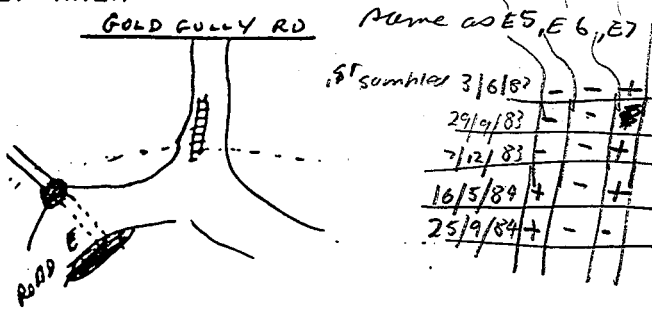 GOLD GULLY RD
same as E5, E6, E7
1st sampled 3/6/83 - - +
29/9/83 - -
7/12/83 - - +
16/5/84 + - +
25/9/84 + - -
E
ROAD